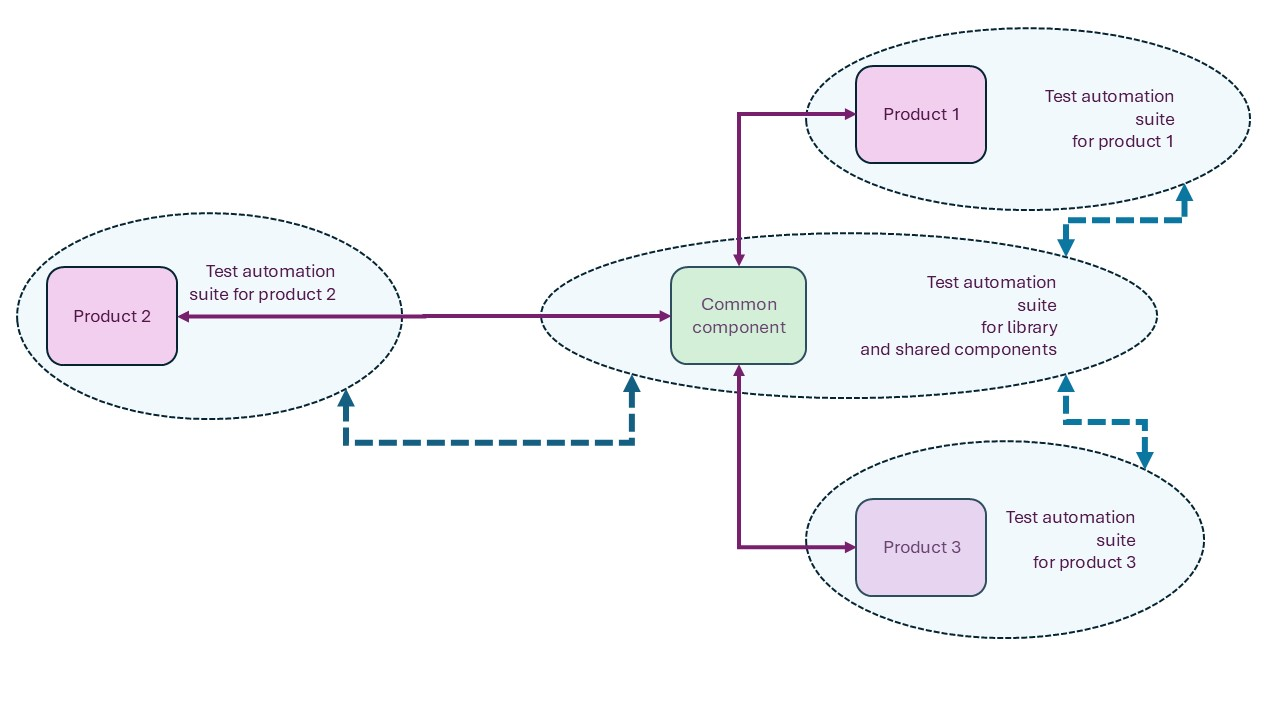 Product 1
Test automation
suite
for product 1
Test automation
suite for product 2
Product 2
Common
component
Test automation
suite
for library
and shared components
Product 3
Test automation
suite
for product 3